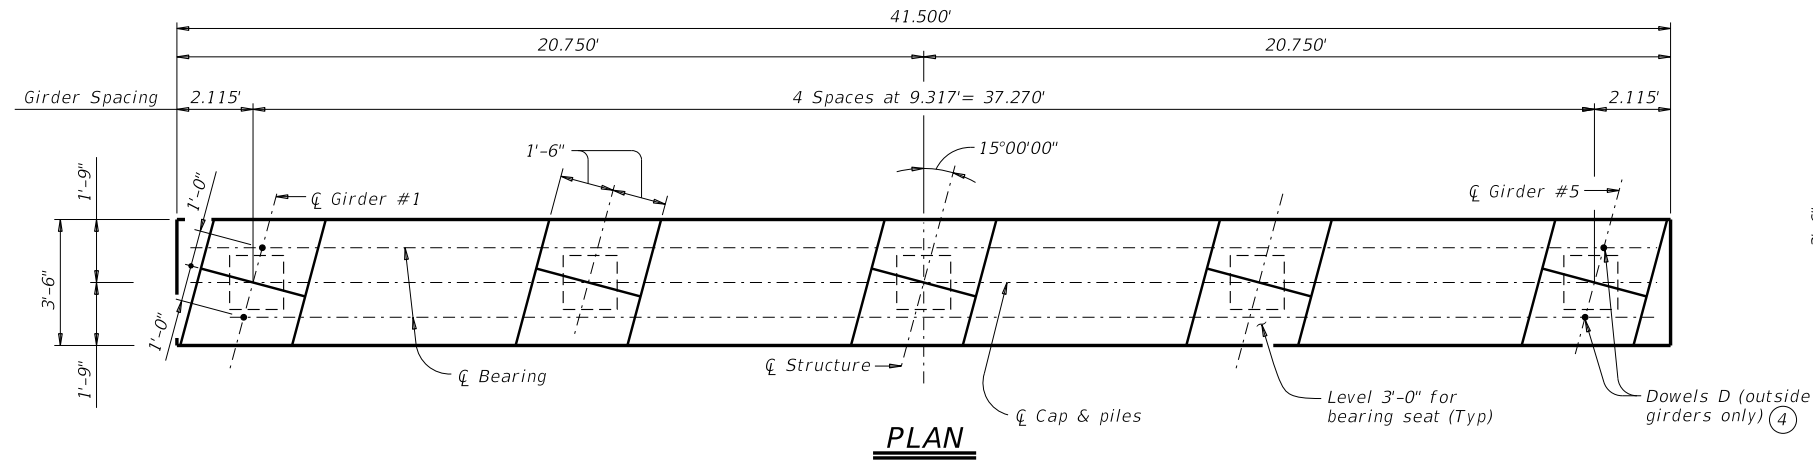 41.500'
20.750'
20.750'
Girder Spacing
2.115'
4 Spaces at 9.317'= 37.270'
2.115'
1'-6"
15°00'00"
1'-9"
1'-0"
℄ Girder #1
℄ Girder #5
3'-6"
1'-0"
1'-9"
℄ Bearing
℄ Structure
℄ Cap & piles
Level 3'-0" for
bearing seat (Typ)
Dowels D (outside
girders only) 4
PLAN